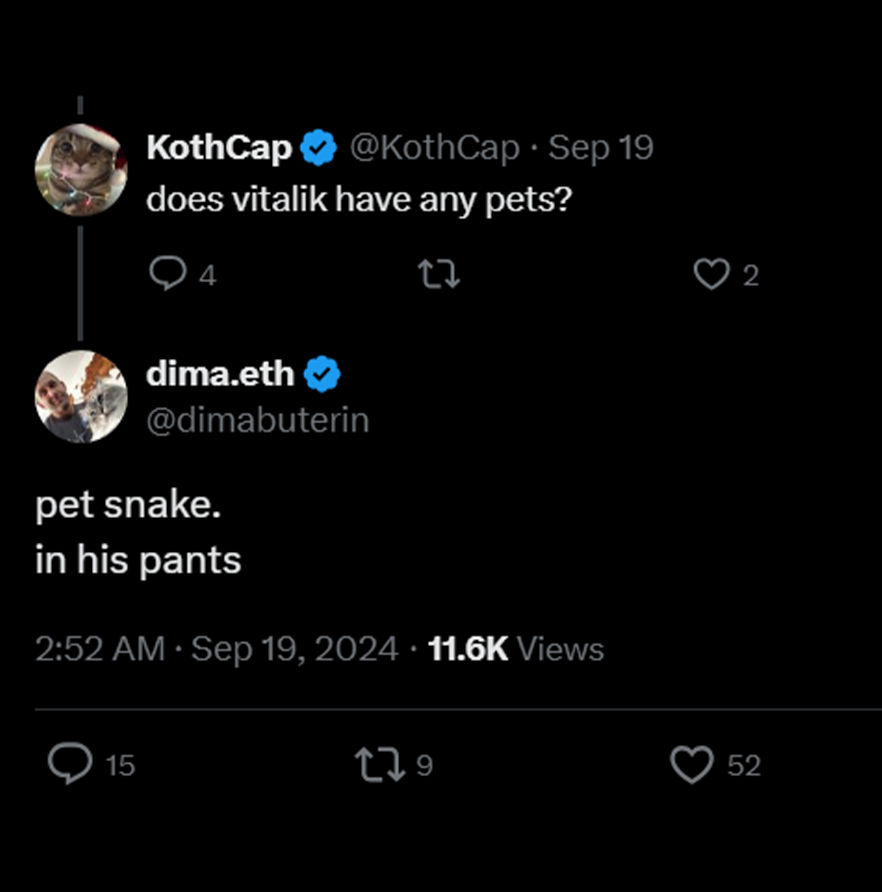 KothCap @KothCap · Sep 19
does vitalik have any pets?
4 2
dima.eth
@dimabuterin
pet snake.
in his pants
2:52 AM · Sep 19, 2024 · 11.6K Views
15 9 52